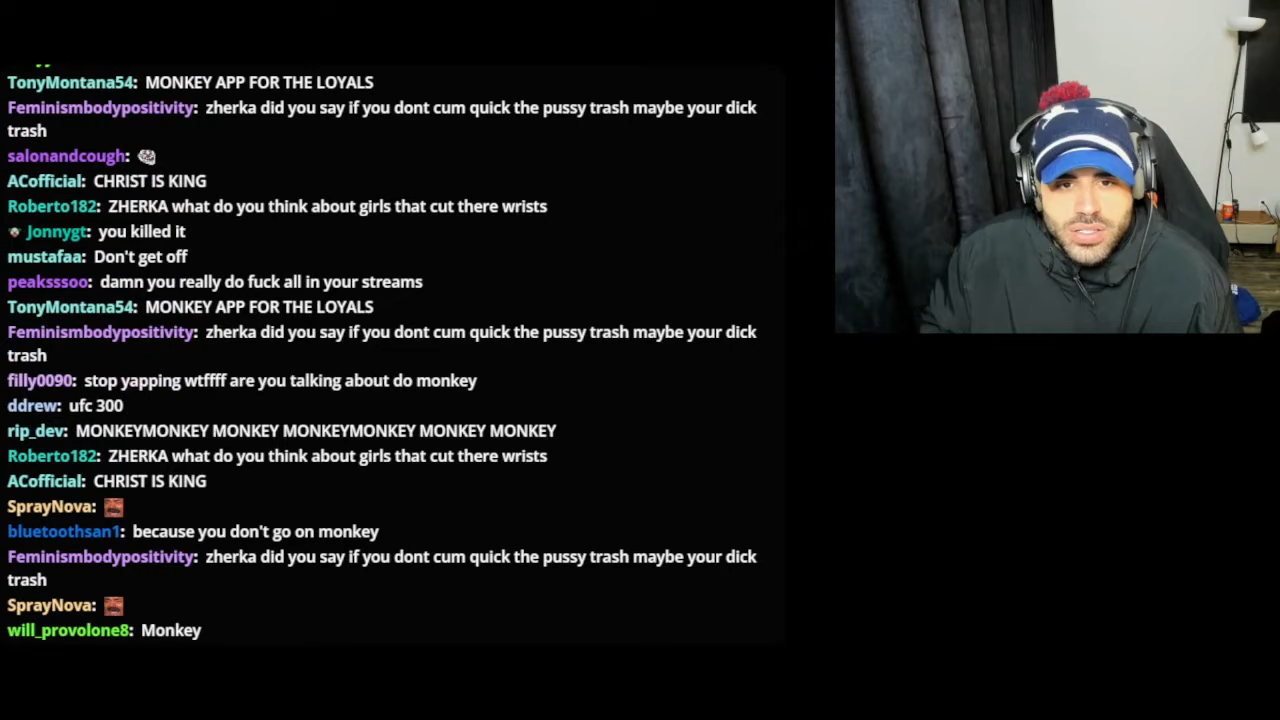 TonyMontana54: MONKEY APP FOR THE LOYALS
Feminismbodypositivity: zherka did you say if you dont cum quick the pussy trash maybe your dick
trash
salonandcough:
ACofficial: CHRIST IS KING
Roberto182: ZHERKA what do you think about girls that cut there wrists
Jonnygt: you killed it
mustafaa: Don't get off
peaksssoo: damn you really do fuck all in your streams
TonyMontana54: MONKEY APP FOR THE LOYALS
Feminismbodypositivity: zherka did you say if you dont cum quick the pussy trash maybe your dick
trash
filly0090: stop yapping wtffff are you talking about do monkey
ddrew: ufc 300
rip_dev: MONKEYMONKEY MONKEY MONKEYMONKEY MONKEY MONKEY
Roberto182: ZHERKA what do you think about girls that cut there wrists
ACofficial: CHRIST IS KING
SprayNova:
bluetoothsan1: because you don't go on monkey
Feminismbodypositivity: zherka did you say if you dont cum quick the pussy trash maybe your dick
trash
SprayNova:
will_provolone8: Monkey